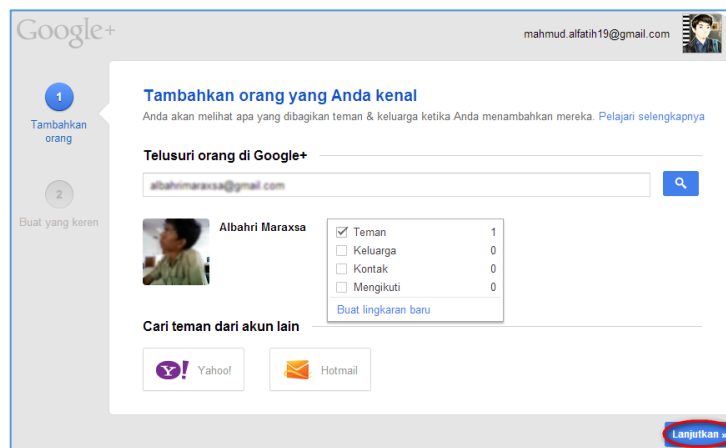 Google+
mahmud.alfatih19@gmail.com
1
Tambahkan
orang
2
Buat yang keren
Tambahkan orang yang Anda kenal
Anda akan melihat apa yang dibagikan teman & keluarga ketika Anda menambahkan mereka. Pelajari selengkapnya
Telusuri orang di Google+
albahrimaraxsa@gmail.com
Albahri Maraxsa
Teman 1
Keluarga 0
Kontak 0
Mengikuti 0
Buat lingkaran baru
Cari teman dari akun lain
Y! Yahoo!
Hotmail
Lanjutkan »